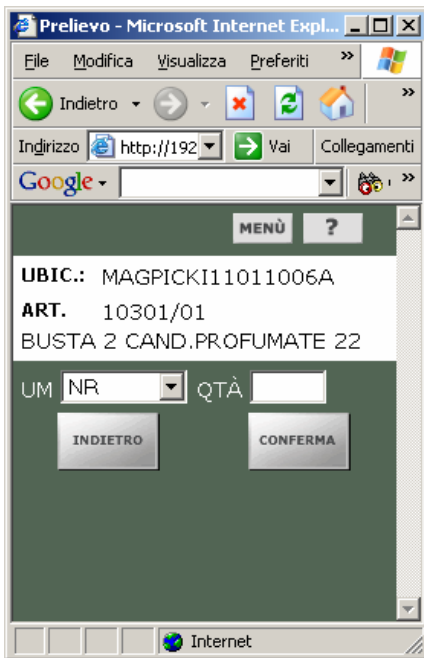 Prelievo - Microsoft Internet Expl...
File Modifica Visualizza Preferiti »
Indietro »
Indirizzo http://192 Vai Collegamenti
Google »
MENÙ ?
UBIC.: MAGPICKI11011006A
ART. 10301/01
BUSTA 2 CAND.PROFUMATE 22
UM NR QTÀ
INDIETRO CONFERMA
Internet